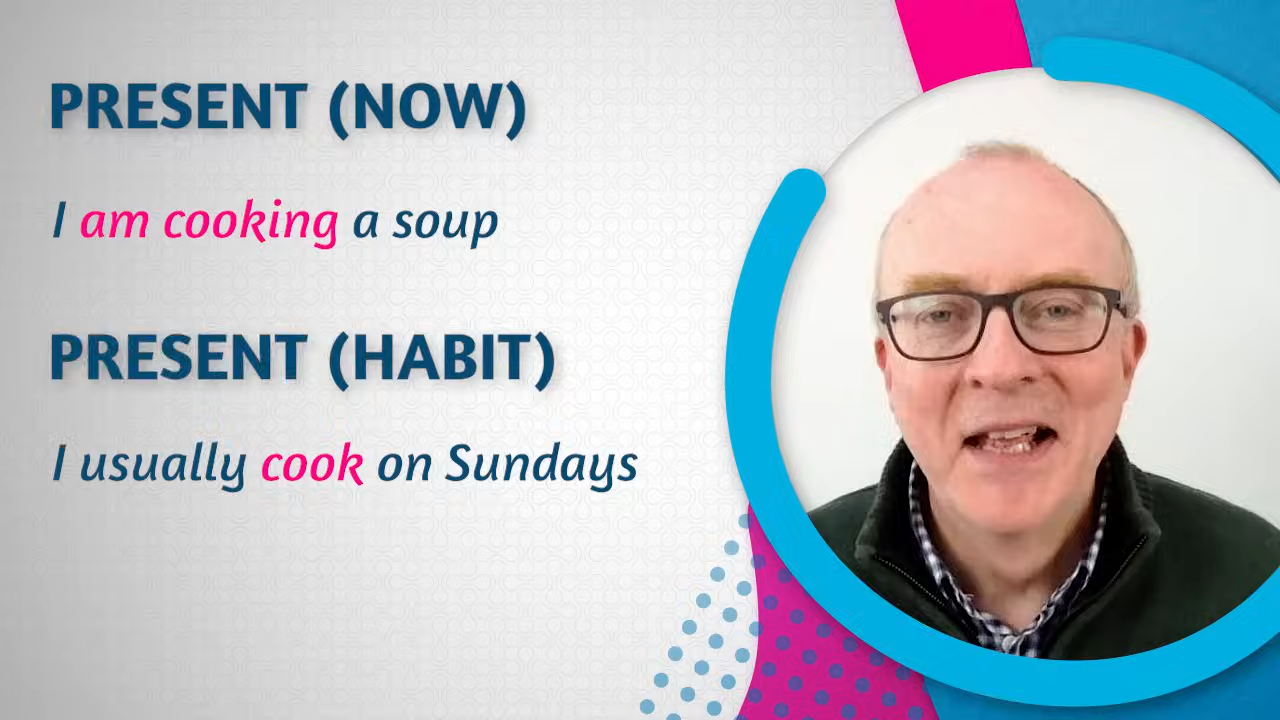 PRESENT (NOW)
I am cooking a soup
PRESENT (HABIT)
I usually cook on Sundays